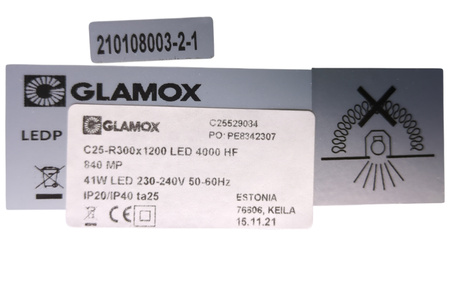 210108003-2-1
GLAMOX
LEDP
GLAMOX
C25529034
PO: PE8342307
C25-R300x1200 LED 4000 HF
840 MP
41W LED 230-240V 50-60Hz
IP20/IP40 ta25
ESTONIA
76606, KEILA
15.11.21
CE